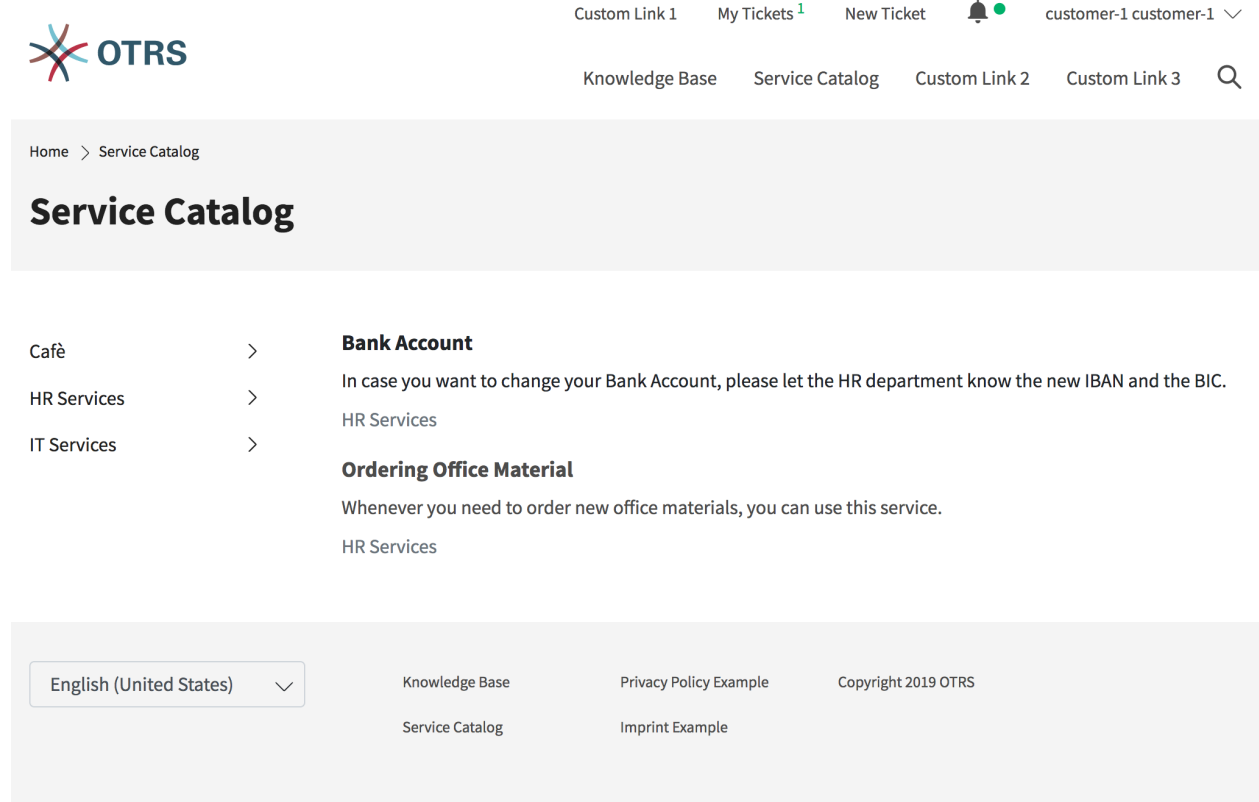 Custom Link 1 My Tickets 1 New Ticket customer-1 customer-1
OTRS
Knowledge Base Service Catalog Custom Link 2 Custom Link 3
Home Service Catalog
Service Catalog
Cafè
HR Services
IT Services
Bank Account
In case you want to change your Bank Account, please let the HR department know the new IBAN and the BIC.
HR Services
Ordering Office Material
Whenever you need to order new office materials, you can use this service.
HR Services
English (United States)
Knowledge Base Privacy Policy Example Copyright 2019 OTRS
Service Catalog Imprint Example